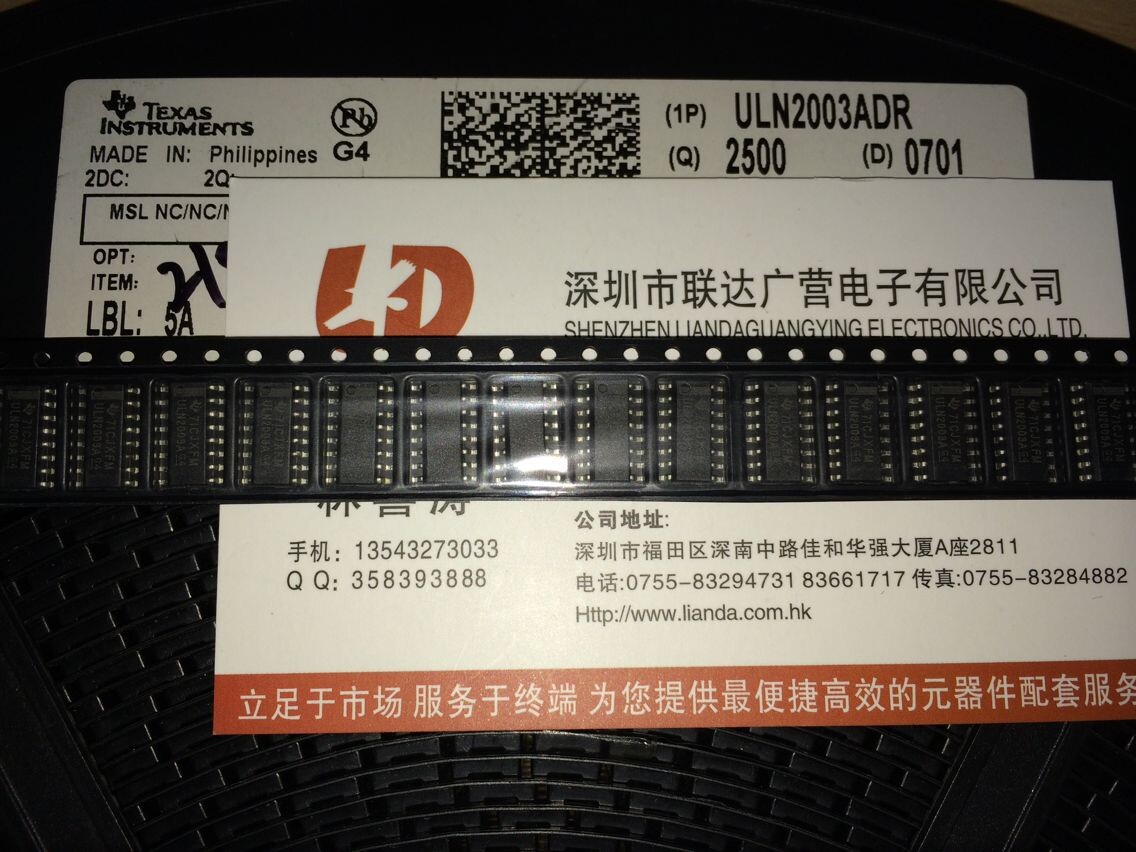 TEXAS
INSTRUMENTS
Pb
G4
MADE IN: Philippines
2DC: 2Q:
MSL NC/NC/
OPT:
ITEM:
LBL: 5A
(1P) ULN2003ADR
(Q) 2500 (D) 0701
深圳市联达广营电子有限公司
SHENZHEN LIANDAGUANGYING ELECTRONICS CO.,LTD.
手机：13543273033
QQ: 358393888
公司地址:
深圳市福田区深南中路佳和华强大厦A座2811
电话:0755-83294731 83661717 传真:0755-83284882
Http://www.lianda.com.hk
立足于市场 服务于终端 为您提供最便捷高效的元器件配套服务